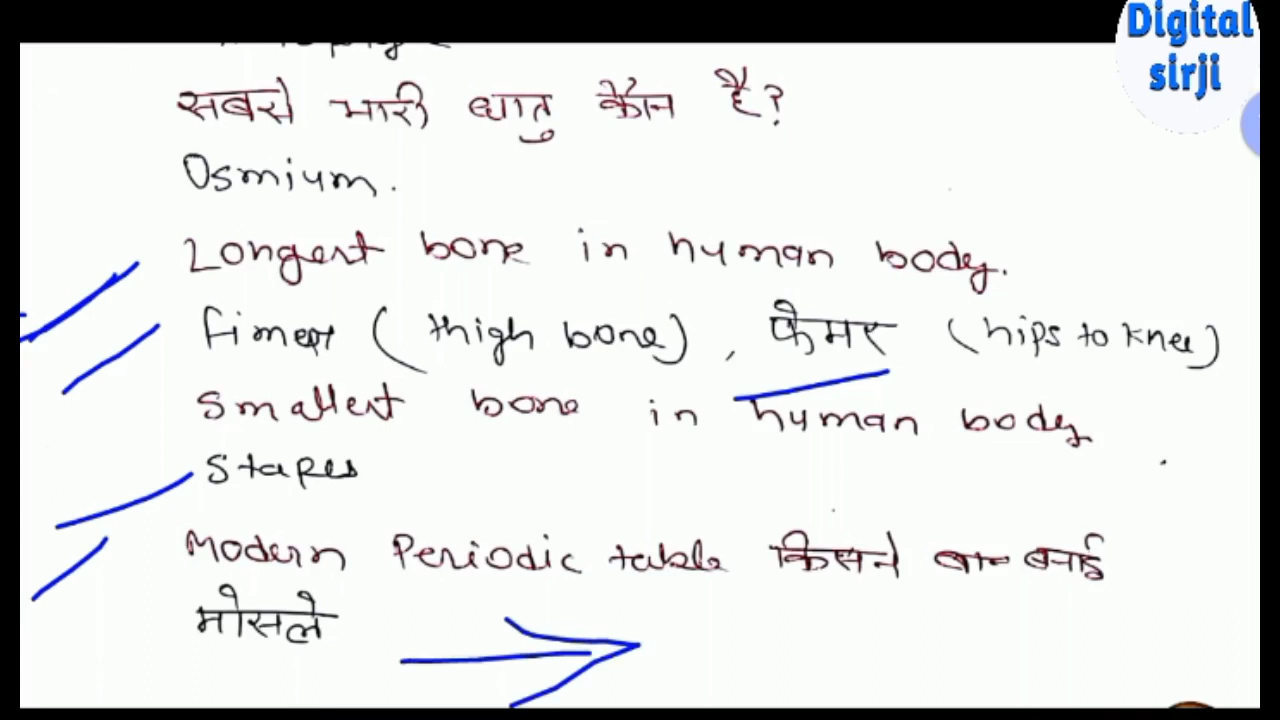 Digital
sirji
सबसे भारी धातु कौन है?
Osmium.
Longest bone in human body.
(thigh bone), फेमर (hips to knee)
Smallest bone in human body
Stapes
Modern Periodic table किसने बनाई
मोसले